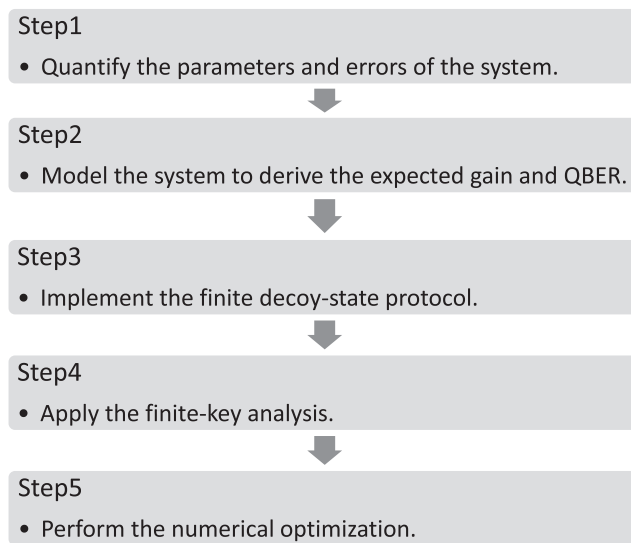 Step1
• Quantify the parameters and errors of the system.
Step2
• Model the system to derive the expected gain and QBER.
Step3
• Implement the finite decoy-state protocol.
Step4
• Apply the finite-key analysis.
Step5
• Perform the numerical optimization.